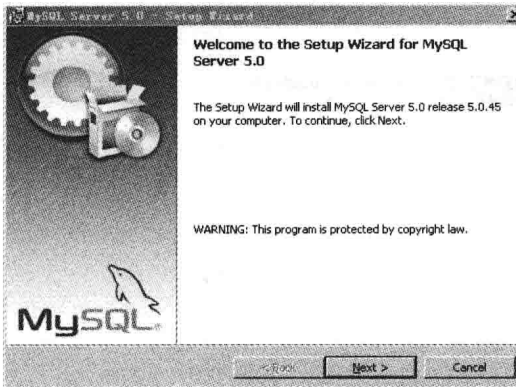 MySQL Server 5.0 - Setup Wizard
Welcome to the Setup Wizard for MySQL
Server 5.0
The Setup Wizard will install MySQL Server 5.0 release 5.0.45
on your computer. To continue, click Next.
WARNING: This program is protected by copyright law.
MySQL
< Back
Next >
Cancel